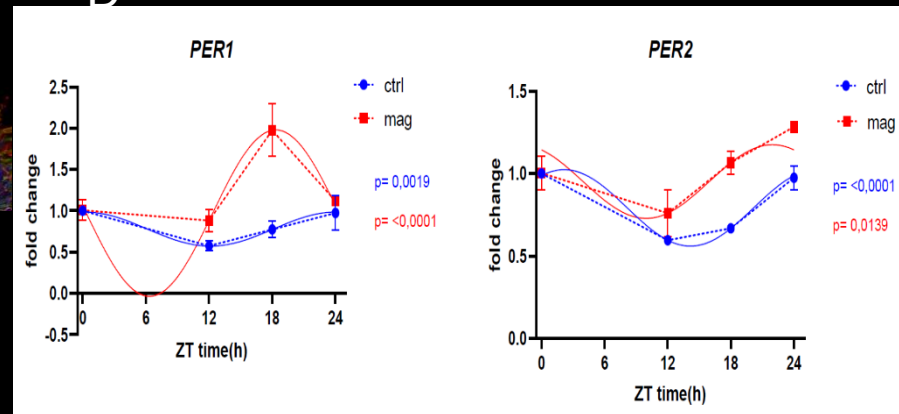 PER1
ctrl
mag
2.5
2.0
1.5
1.0
0.5
0.0
-0.5
fold change
p= 0,0019
p= <0,0001
0 6 12 18 24
ZT time(h)
PER2
ctrl
mag
1.5
1.0
0.5
0.0
fold change
p= <0,0001
p= 0,0139
0 6 12 18 24
ZT time(h)